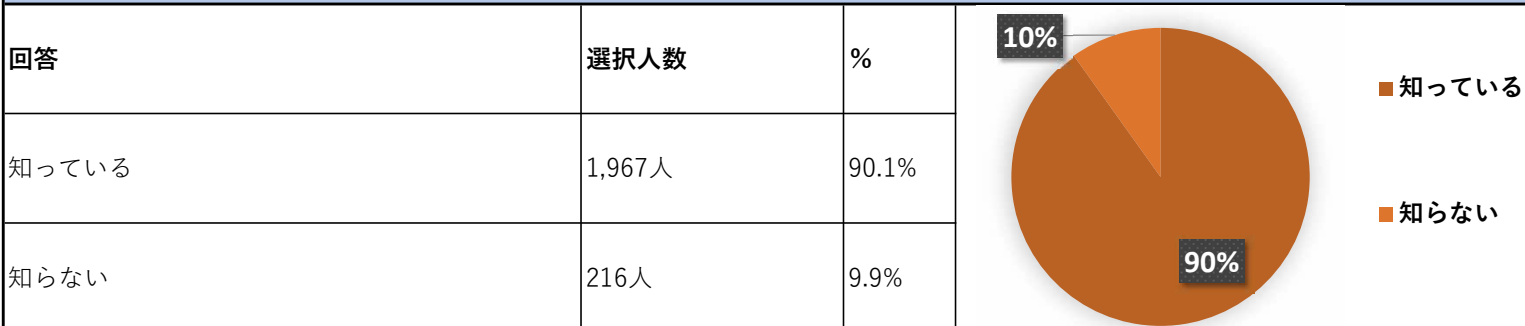 回答 選択人数 %
知っている 1,967人 90.1%
知らない 216人 9.9%
10%
90%
知っている
知らない